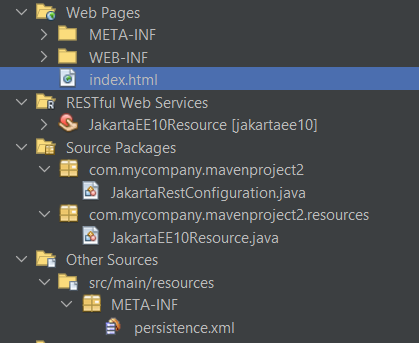 Web Pages
META-INF
WEB-INF
index.html
RESTful Web Services
JakartaEE10Resource [jakartaee10]
Source Packages
com.mycompany.mavenproject2
JakartaRestConfiguration.java
com.mycompany.mavenproject2.resources
JakartaEE10Resource.java
Other Sources
src/main/resources
META-INF
persistence.xml